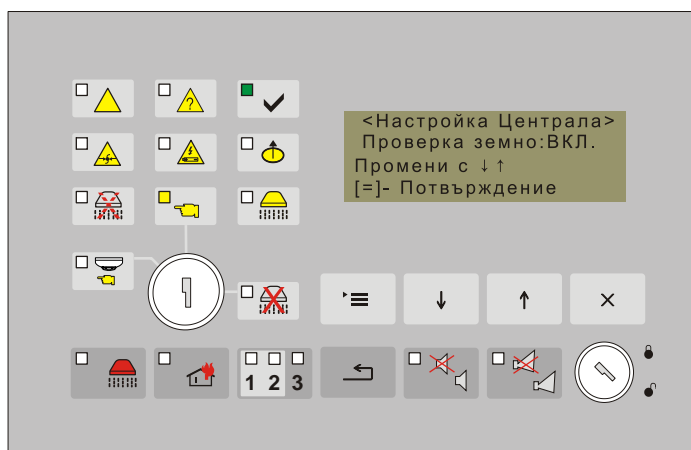 ?
<Настройка Централа>
Проверка земно:ВКЛ.
Промени с ↓↑
[=]- Потвърждение
1 2 3